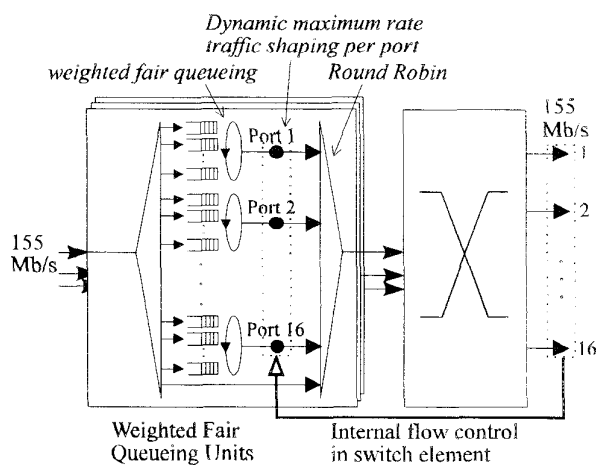 Dynamic maximum rate
traffic shaping per port
weighted fair queueing
Round Robin
155
Mb/s
Port 1
1
Port 2
2
155
Mb/s
Port 16
16
Weighted Fair
Queueing Units
Internal flow control
in switch element